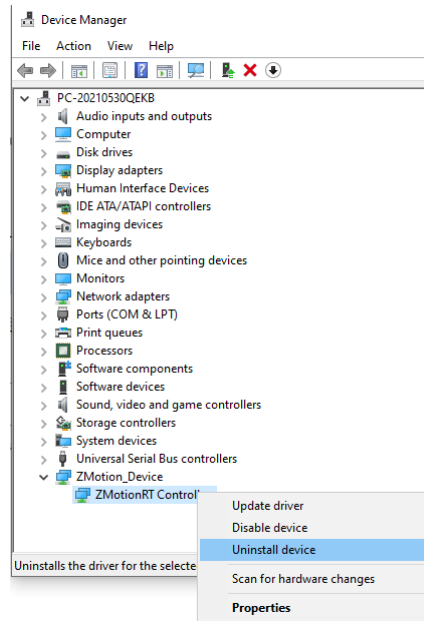 Device Manager
File Action View Help
PC-20210530QEKB
Audio inputs and outputs
Computer
Disk drives
Display adapters
Human Interface Devices
IDE ATA/ATAPI controllers
Imaging devices
Keyboards
Mice and other pointing devices
Monitors
Network adapters
Ports (COM & LPT)
Print queues
Processors
Software components
Software devices
Sound, video and game controllers
Storage controllers
System devices
Universal Serial Bus controllers
ZMotion_Device
ZMotionRT Controll
Update driver
Disable device
Uninstall device
Uninstalls the driver for the selecte
Scan for hardware changes
Properties